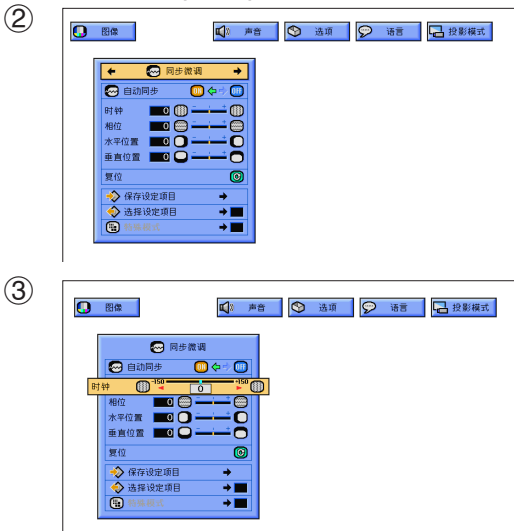 ②
图像 声音 选项 语言 投影模式
同步微调
自动同步 ON OFF
时钟 0 - +
相位 0 - +
水平位置 0 - +
垂直位置 0 - +
复位
保存设定项目
选择设定项目
③
图像 声音 选项 语言 投影模式
同步微调
自动同步 ON OFF
时钟 -150 0 +150
相位 0 - +
水平位置 0 - +
垂直位置 0 - +
复位
保存设定项目
选择设定项目